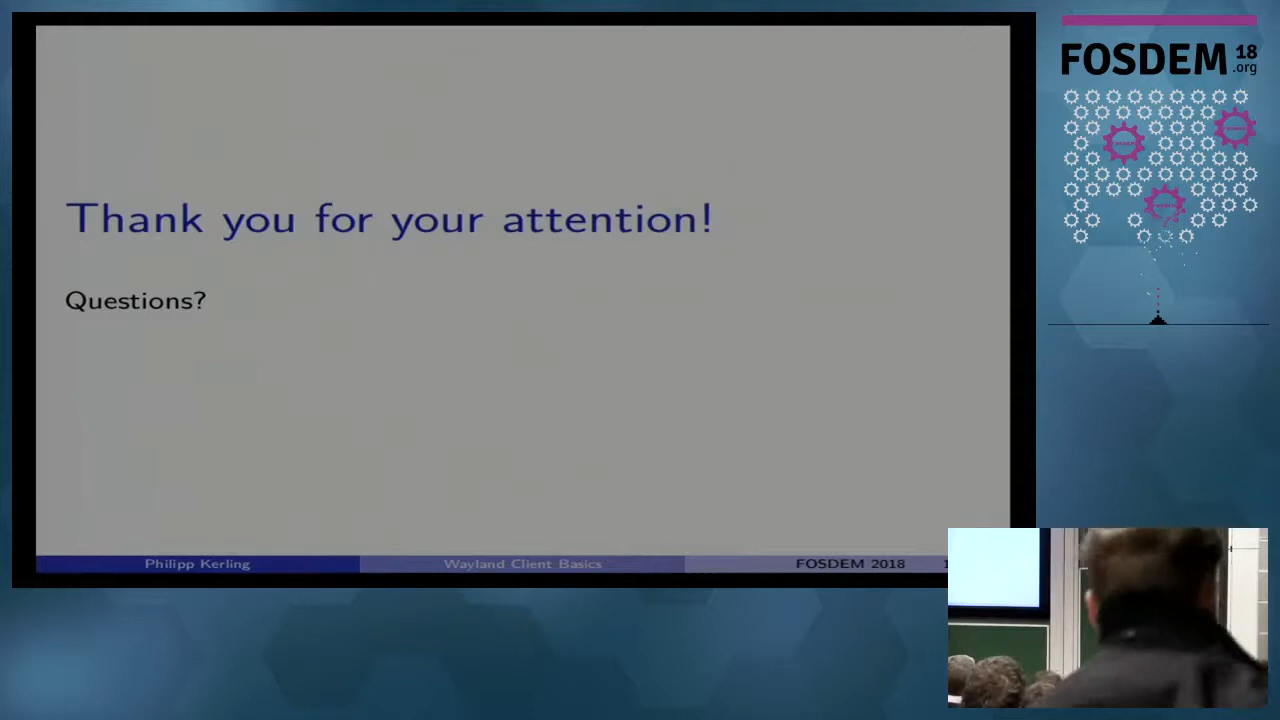 Thank you for your attention!
Questions?
Philipp Kerling
Wayland Client Basics
FOSDEM 2018
FOSDEM 18
.org